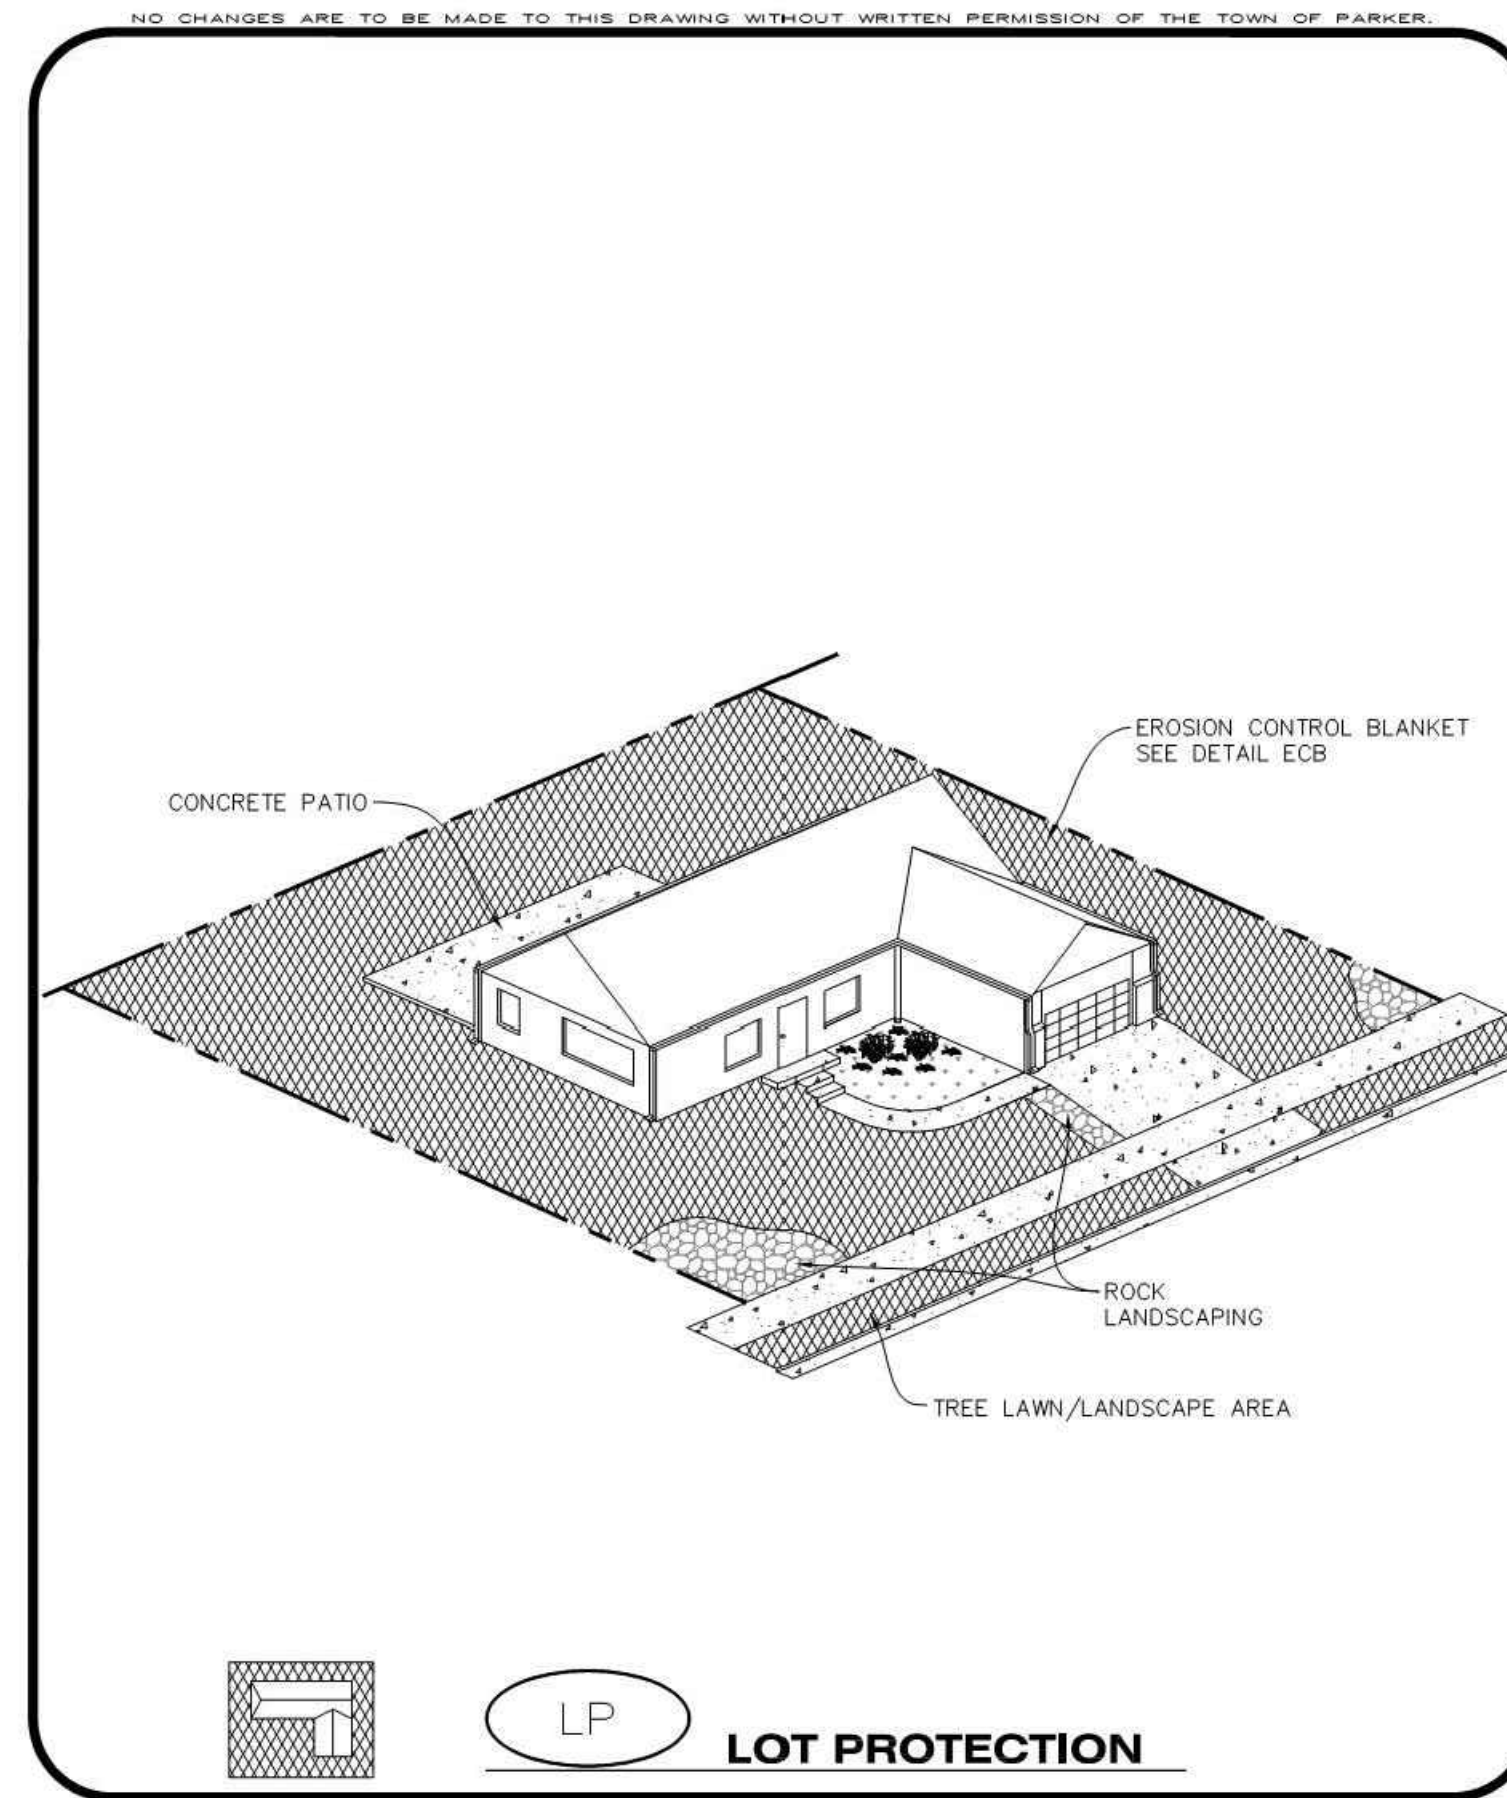 NO CHANGES ARE TO BE MADE TO THIS DRAWING WITHOUT WRITTEN PERMISSION OF THE TOWN OF PARKER.
EROSION CONTROL BLANKET
SEE DETAIL ECB
CONCRETE PATIO
ROCK
LANDSCAPING
TREE LAWN/LANDSCAPE AREA
LP
LOT PROTECTION